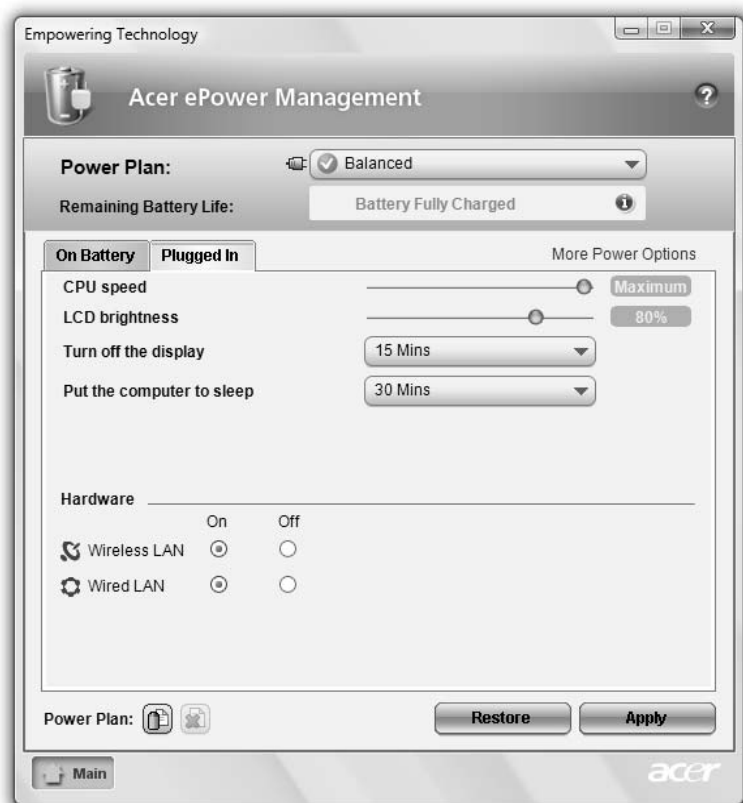 Empowering Technology
Acer ePower Management
?
Power Plan: Balanced
Remaining Battery Life: Battery Fully Charged
On Battery Plugged In More Power Options
CPU speed Maximum
LCD brightness 80%
Turn off the display 15 Mins
Put the computer to sleep 30 Mins
Hardware
On Off
Wireless LAN
Wired LAN
Power Plan: Restore Apply
Main acer